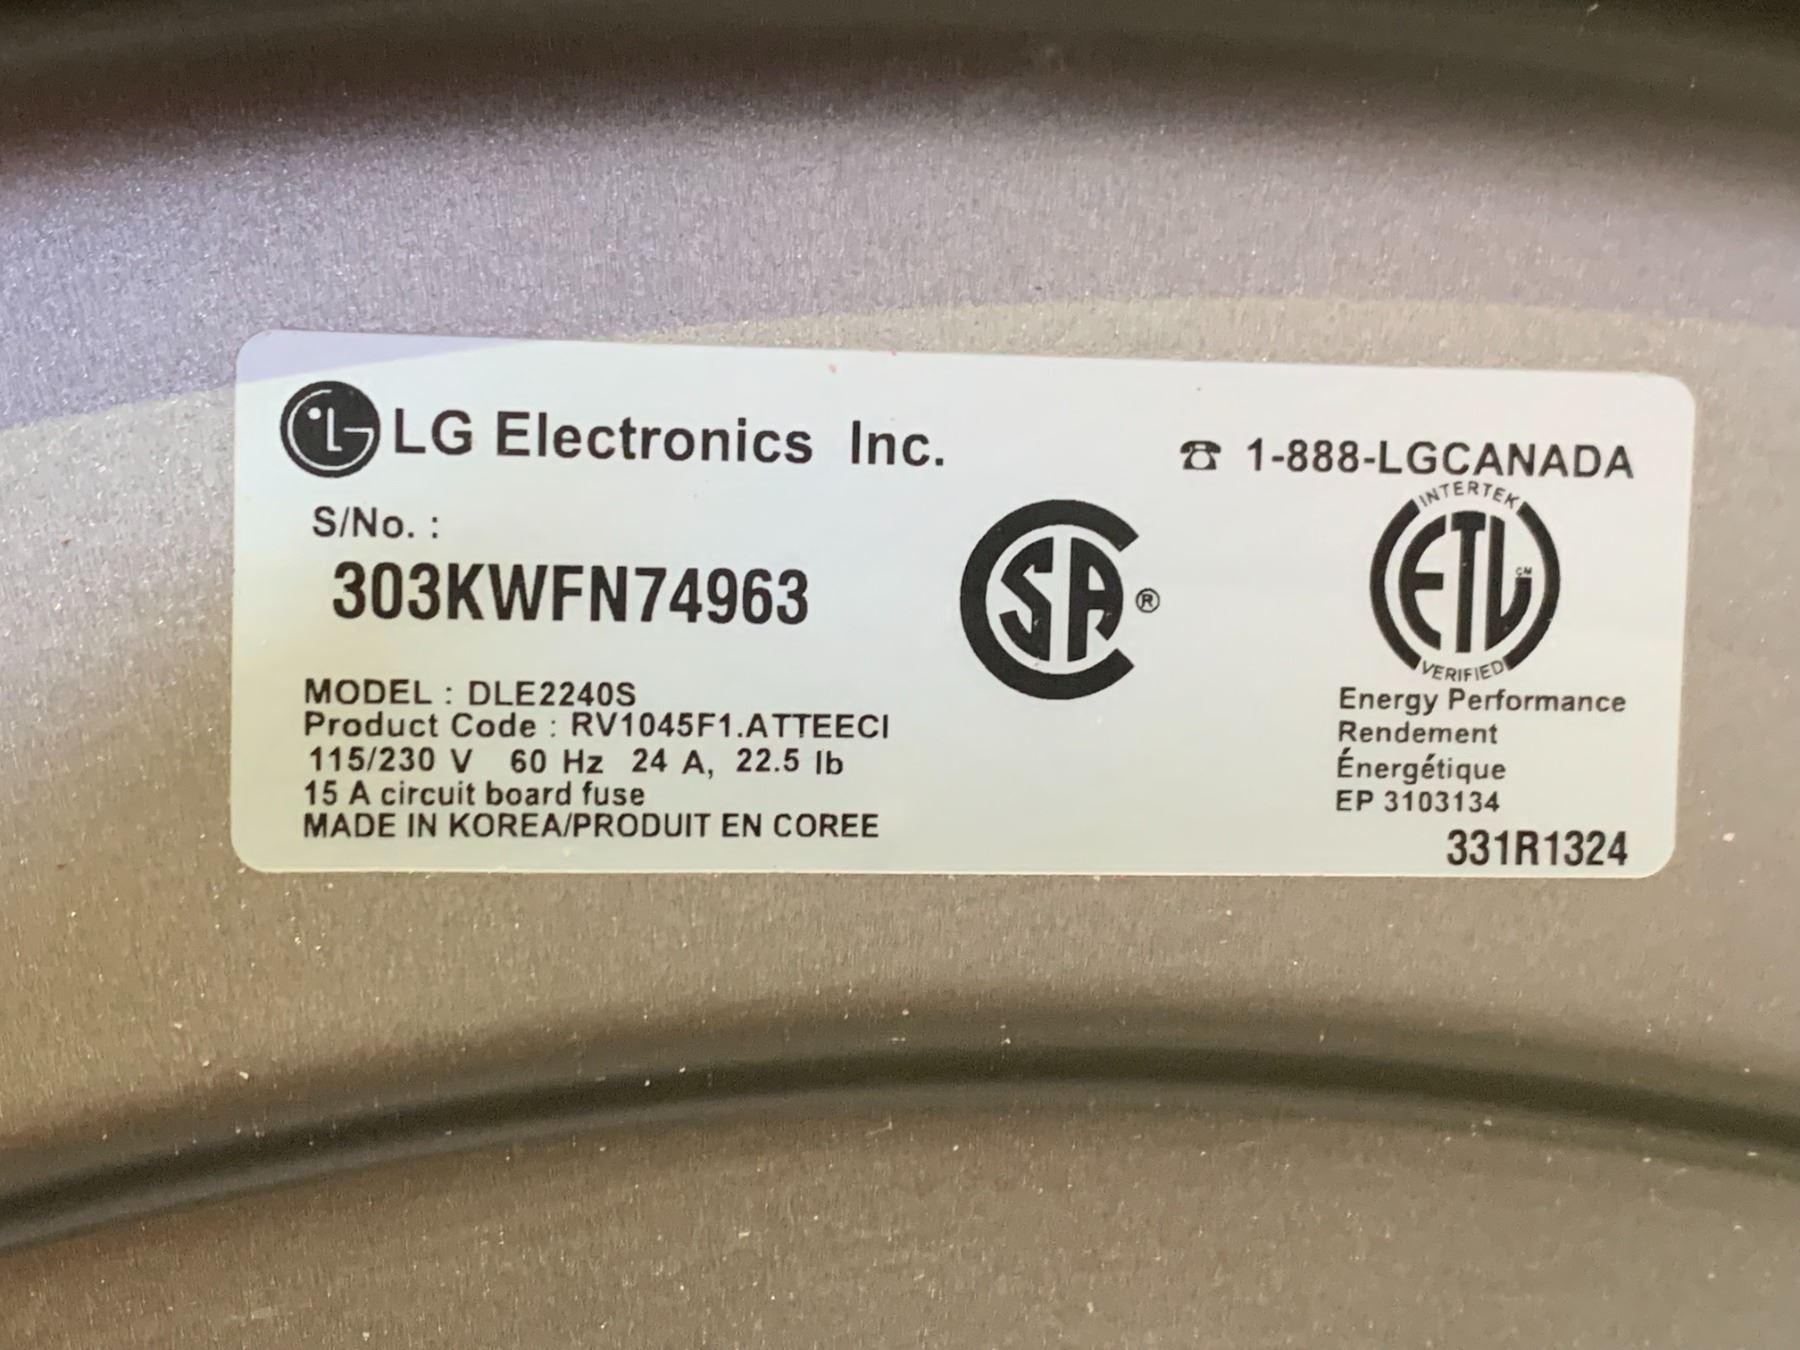 LG Electronics Inc.
☎ 1-888-LGCANADA
S/No. :
303KWFN74963
MODEL : DLE2240S
Product Code : RV1045F1.ATTEECI
115/230 V 60 Hz 24 A, 22.5 lb
15 A circuit board fuse
MADE IN KOREA/PRODUIT EN COREE
CSA ®
INTERTEK
ETL CM
VERIFIED
Energy Performance
Rendement
Énergétique
EP 3103134
331R1324